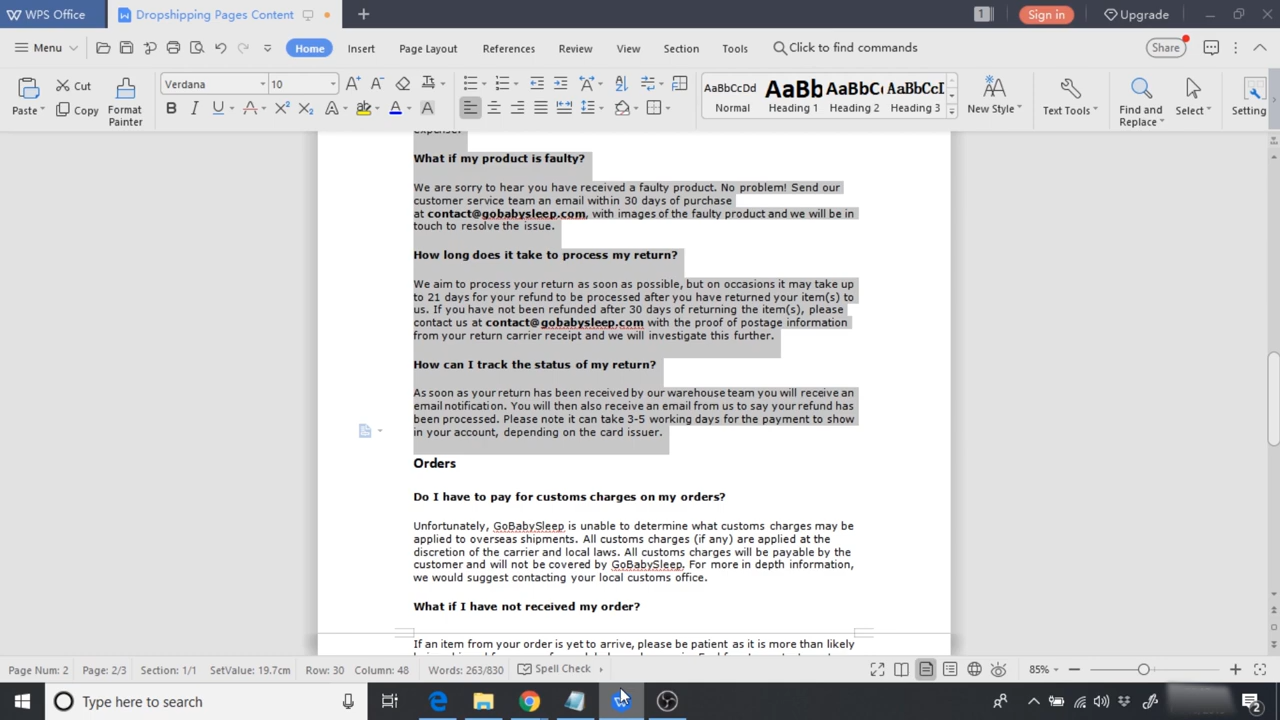 WPS Office
Dropshipping Pages Content
1
Sign in
Upgrade
Menu
Home
Insert
Page Layout
References
Review
View
Section
Tools
Click to find commands
Share
Paste
Cut
Copy
Format Painter
Verdana
10
AaBbCcDd
Normal
AaBb
Heading 1
AaBbC
Heading 2
AaBbCcD
Heading 3
New Style
Text Tools
Find and Replace
Select
Setting
expense.
What if my product is faulty?
We are sorry to hear you have received a faulty product. No problem! Send our
customer service team an email within 30 days of purchase
at contact@gobabysleep.com, with images of the faulty product and we will be in
touch to resolve the issue.
How long does it take to process my return?
We aim to process your return as soon as possible, but on occasions it may take up
to 21 days for your refund to be processed after you have returned your item(s) to
us. If you have not been refunded after 30 days of returning the item(s), please
contact us at contact@gobabysleep.com with the proof of postage information
from your return carrier receipt and we will investigate this further.
How can I track the status of my return?
As soon as your return has been received by our warehouse team you will receive an
email notification. You will then also receive an email from us to say your refund has
been processed. Please note it can take 3-5 working days for the payment to show
in your account, depending on the card issuer.
Orders
Do I have to pay for customs charges on my orders?
Unfortunately, GoBabySleep is unable to determine what customs charges may be
applied to overseas shipments. All customs charges (if any) are applied at the
discretion of the carrier and local laws. All customs charges will be payable by the
customer and will not be covered by GoBabySleep. For more in depth information,
we would suggest contacting your local customs office.
What if I have not received my order?
If an item from your order is yet to arrive, please be patient as it is more than likely
Page Num: 2
Page: 2/3
Section: 1/1
SetValue: 19.7cm
Row: 30
Column: 48
Words: 263/830
Spell Check
85%
Type here to search
2